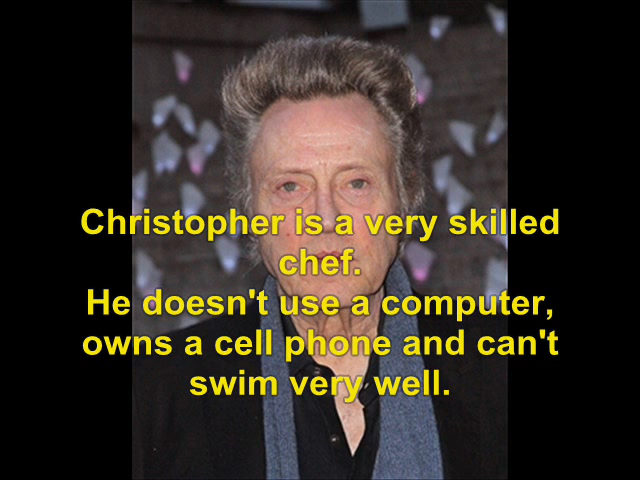 Christopher is a very skilled
chef.
He doesn't use a computer,
owns a cell phone and can't
swim very well.